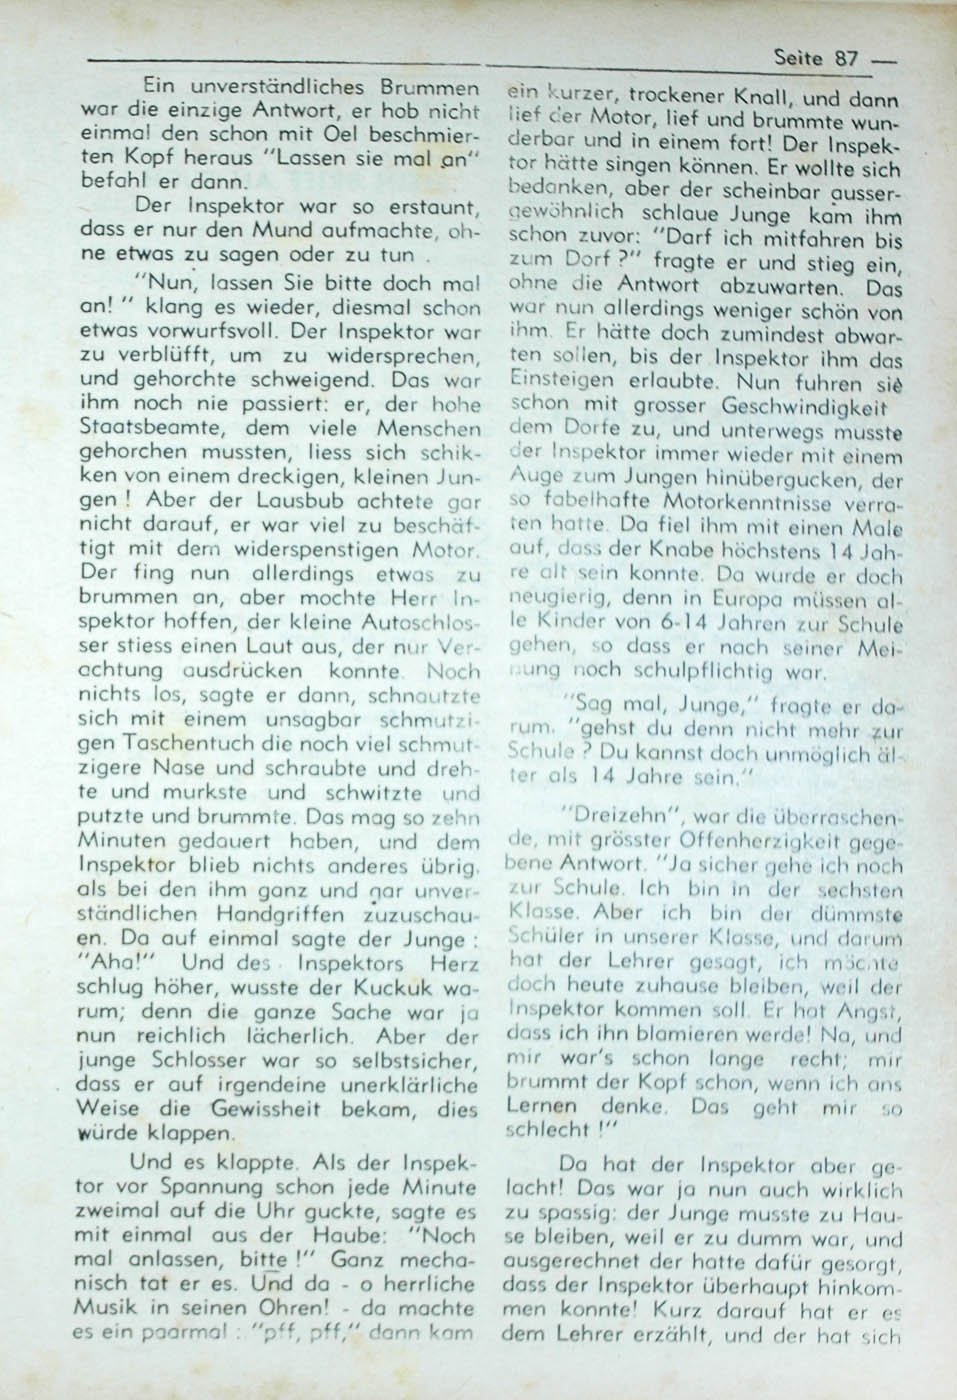 Seite 87 —
Ein unverständliches Brummen
war die einzige Antwort, er hob nicht
einmal den schon mit Oel beschmier-
ten Kopf heraus "Lassen sie mal an"
befahl er dann.
Der Inspektor war so erstaunt,
dass er nur den Mund aufmachte, oh-
ne etwas zu sagen oder zu tun .
"Nun, lassen Sie bitte doch mal
an! " klang es wieder, diesmal schon
etwas vorwurfsvoll. Der Inspektor war
zu verblüfft, um zu widersprechen,
und gehorchte schweigend. Das war
ihm noch nie passiert: er, der hohe
Staatsbeamte, dem viele Menschen
gehorchen mussten, liess sich schik-
ken von einem dreckigen, kleinen Jun-
gen ! Aber der Lausbub achtete gar
nicht darauf, er war viel zu beschäf-
tigt mit dem widerspenstigen Motor.
Der fing nun allerdings etwas zu
brummen an, aber mochte Herr In-
spektor hoffen, der kleine Autoschlos-
ser stiess einen Laut aus, der nur Ver-
achtung ausdrücken konnte. Noch
nichts los, sagte er dann, schnautzte
sich mit einem unsagbar schmutzi-
gen Taschentuch die noch viel schmut-
zigere Nase und schraubte und dreh-
te und murkste und schwitzte und
putzte und brummte. Das mag so zehn
Minuten gedauert haben, und dem
Inspektor blieb nichts anderes übrig,
als bei den ihm ganz und gar unver-
ständlichen Handgriffen zuzuschau-
en. Da auf einmal sagte der Junge :
"Aha!" Und des Inspektors Herz
schlug höher, wusste der Kuckuk wa-
rum; denn die ganze Sache war ja
nun reichlich lächerlich. Aber der
junge Schlosser war so selbstsicher,
dass er auf irgendeine unerklärliche
Weise die Gewissheit bekam, dies
würde klappen.
Und es klappte. Als der Inspek-
tor vor Spannung schon jede Minute
zweimal auf die Uhr guckte, sagte es
mit einmal aus der Haube: "Noch
mal anlassen, bitte !" Ganz mecha-
nisch tat er es. Und da - o herrliche
Musik in seinen Ohren! - da machte
es ein paarmal : "pff, pff," dann kam
ein kurzer, trockener Knall, und dann
lief der Motor, lief und brummte wun-
derbar und in einem fort! Der Inspek-
tor hätte singen können. Er wollte sich
bedanken, aber der scheinbar ausser-
gewöhnlich schlaue Junge kam ihm
schon zuvor: "Darf ich mitfahren bis
zum Dorf ?" fragte er und stieg ein,
ohne die Antwort abzuwarten. Das
war nun allerdings weniger schön von
ihm. Er hätte doch zumindest abwar-
ten sollen, bis der Inspektor ihm das
Einsteigen erlaubte. Nun fuhren sie
schon mit grosser Geschwindigkeit
dem Dorfe zu, und unterwegs musste
der Inspektor immer wieder mit einem
Auge zum Jungen hinübergucken, der
so fabelhafte Motorkenntnisse verra-
ten hatte. Da fiel ihm mit einen Male
auf, dass der Knabe höchstens 14 Jah-
re alt sein konnte. Da wurde er doch
neugierig, denn in Europa müssen al-
le Kinder von 6-14 Jahren zur Schule
gehen, so dass er nach seiner Mei-
nung noch schulpflichtig war.
"Sag mal, Junge," fragte er da-
rum. "gehst du denn nicht mehr zur
Schule ? Du kannst doch unmöglich äl-
ter als 14 Jahre sein."
"Dreizehn", war die überraschen-
de, mit grösster Offenherzigkeit gege-
bene Antwort. "Ja sicher gehe ich noch
zur Schule. Ich bin in der sechsten
Klasse. Aber ich bin der dümmste
Schüler in unserer Klasse, und darum
hat der Lehrer gesagt, ich möchte
doch heute zuhause bleiben, weil der
Inspektor kommen soll. Er hat Angst,
dass ich ihn blamieren werde! Na, und
mir war's schon lange recht; mir
brummt der Kopf schon, wenn ich ans
Lernen denke. Das geht mir so
schlecht !"
Da hat der Inspektor aber ge-
lacht! Das war ja nun auch wirklich
zu spassig: der Junge musste zu Hau-
se bleiben, weil er zu dumm war, und
ausgerechnet der hatte dafür gesorgt,
dass der Inspektor überhaupt hinkom-
men konnte! Kurz darauf hat er es
dem Lehrer erzählt, und der hat sich